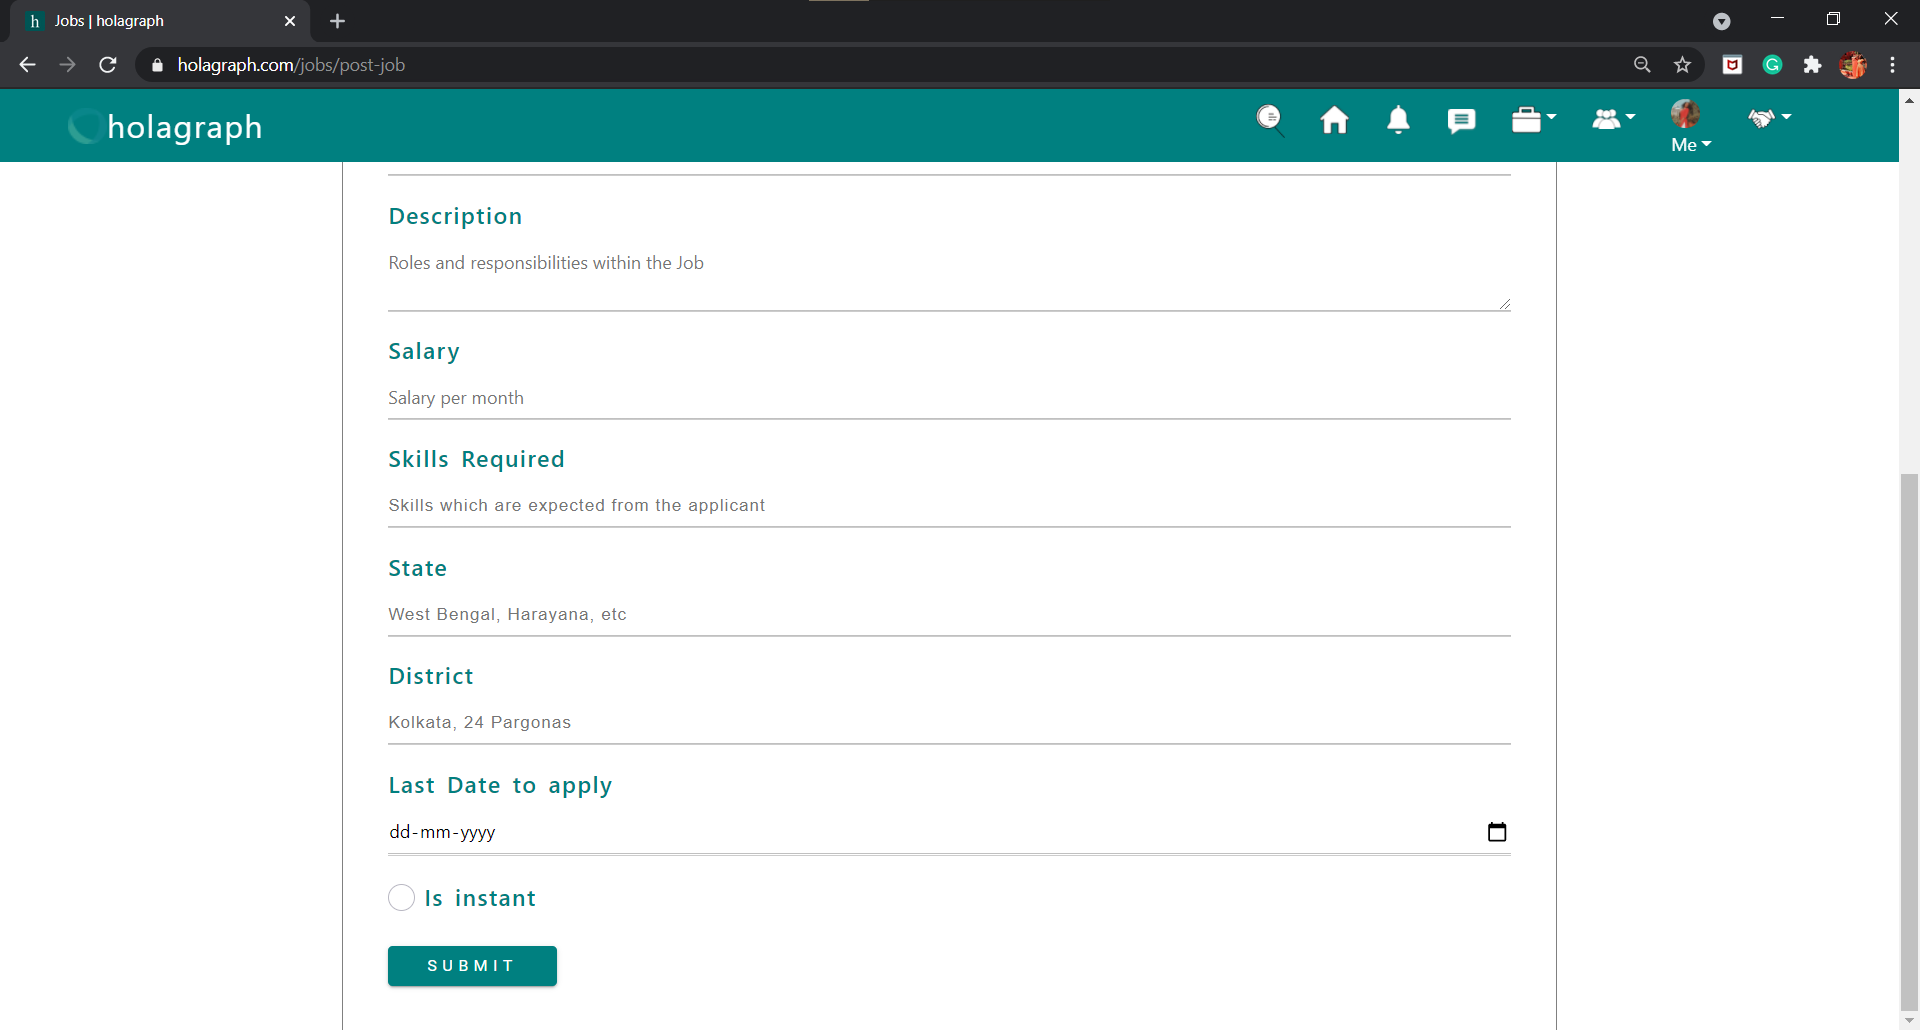 h Jobs | holagraph
holagraph.com/jobs/post-job
holagraph
Me
Description
Roles and responsibilities within the Job
Salary
Salary per month
Skills Required
Skills which are expected from the applicant
State
West Bengal, Harayana, etc
District
Kolkata, 24 Pargonas
Last Date to apply
dd-mm-yyyy
Is instant
SUBMIT